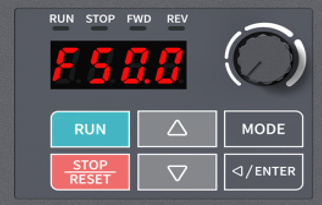 RUN STOP FWD REV
F50.0
RUN
MODE
STOP
RESET
/ENTER